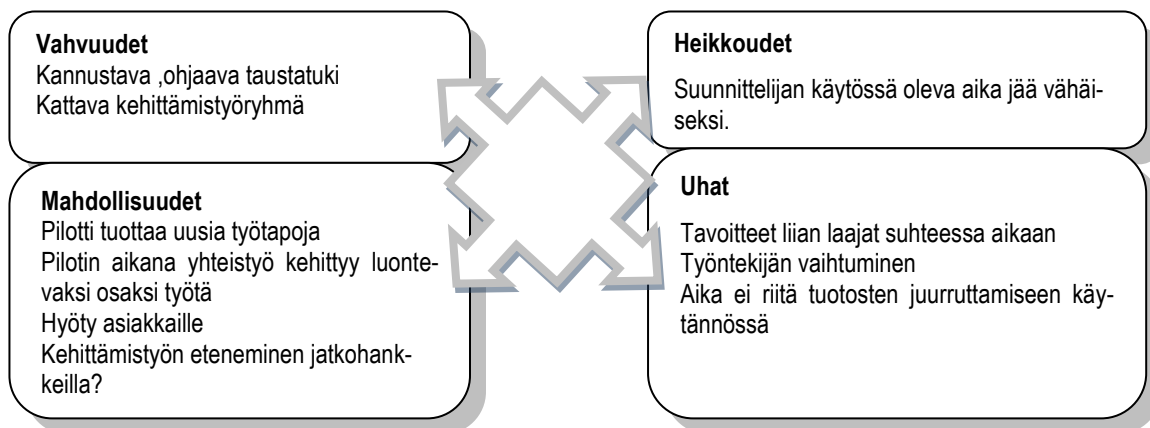 Vahvuudet
Kannustava ,ohjaava taustatuki
Kattava kehittämistyöryhmä
Heikkoudet
Suunnittelijan käytössä oleva aika jää vähäi-
seksi.
Mahdollisuudet
Pilotti tuottaa uusia työtapoja
Pilotin aikana yhteistyö kehittyy luonte-
vaksi osaksi työtä
Hyöty asiakkaille
Kehittämistyön eteneminen jatkohank-
keilla?
Uhat
Tavoitteet liian laajat suhteessa aikaan
Työntekijän vaihtuminen
Aika ei riitä tuotosten juurruttamiseen käy-
tännössä